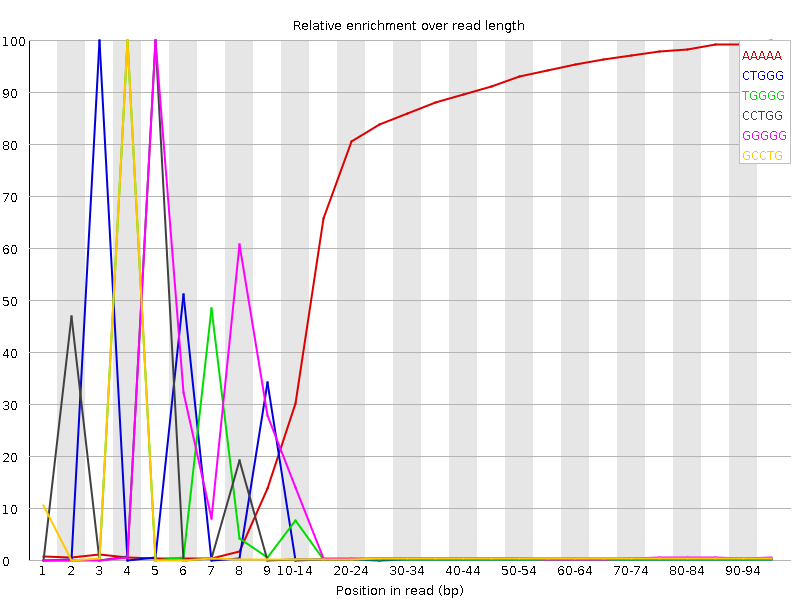 Relative enrichment over read length
100
90
80
70
60
50
40
30
20
10
0
AAAAA
CTGGG
TGGGG
CCTGG
GGGGG
GCCTG
1 2 3 4 5 6 7 8 9 10-14 20-24 30-34 40-44 50-54 60-64 70-74 80-84 90-94
Position in read (bp)